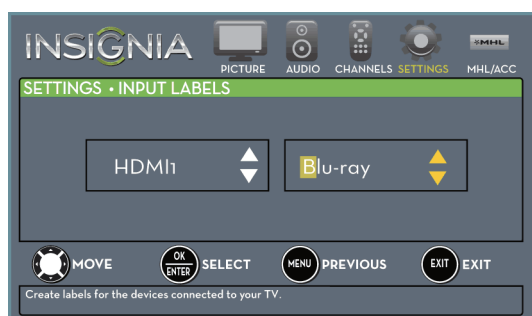 INSIGNIA
PICTURE AUDIO CHANNELS SETTINGS MHL MHL/ACC
SETTINGS • INPUT LABELS
HDMI1 Blu-ray
MOVE OK ENTER SELECT MENU PREVIOUS EXIT EXIT
Create labels for the devices connected to your TV.